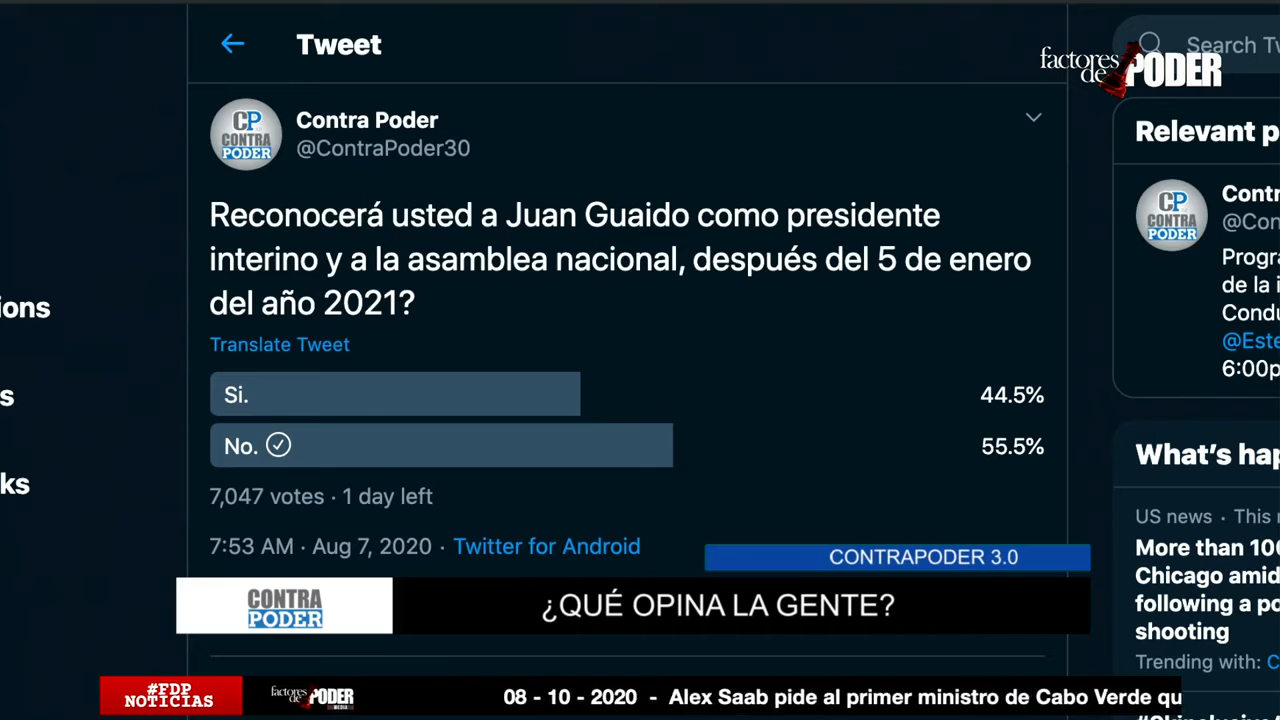 Tweet
Search Tw
factores
de PODER
Contra Poder
@ContraPoder30
CP
CONTRA
PODER
Reconocerá usted a Juan Guaido como presidente
interino y a la asamblea nacional, después del 5 de enero
del año 2021?
Translate Tweet
Si.
44.5%
No.
55.5%
7,047 votes · 1 day left
7:53 AM · Aug 7, 2020 · Twitter for Android
ions
s
ks
Relevant p
CP
CONTRA
PODER
Contr
@Con
Progra
de la i
Condu
@Este
6:00p
What's hap
US news · This m
More than 100
Chicago amid
following a po
shooting
Trending with: C
CONTRAPODER 3.0
CONTRA
PODER
¿QUÉ OPINA LA GENTE?
#FDP
NOTICIAS
factores
de PODER
08 - 10 - 2020 - Alex Saab pide al primer ministro de Cabo Verde qu